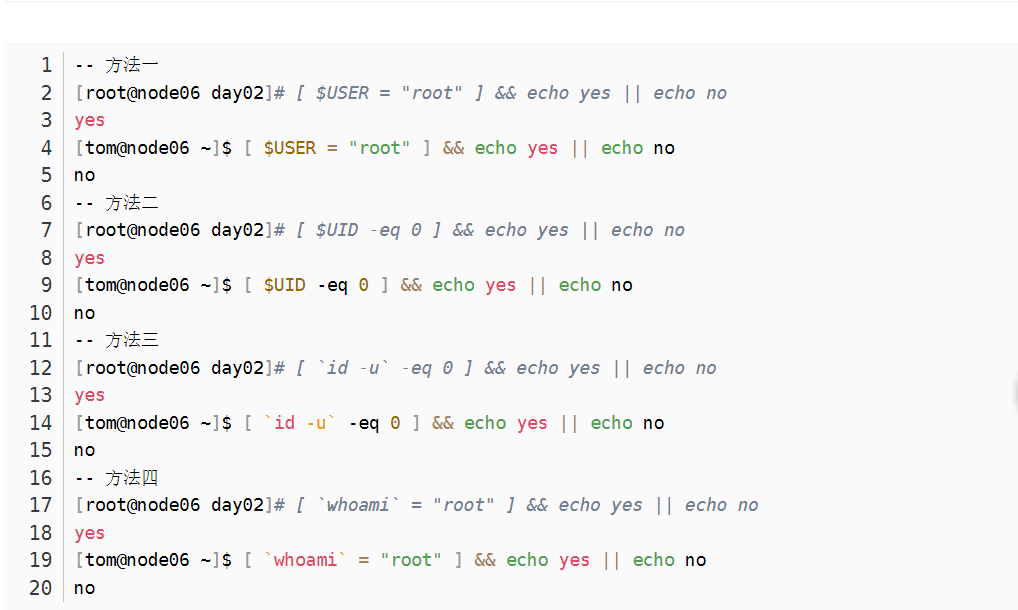 1 -- 方法一
2 [root@node06 day02]# [ $USER = "root" ] && echo yes || echo no
3 yes
4 [tom@node06 ~]$ [ $USER = "root" ] && echo yes || echo no
5 no
6 -- 方法二
7 [root@node06 day02]# [ $UID -eq 0 ] && echo yes || echo no
8 yes
9 [tom@node06 ~]$ [ $UID -eq 0 ] && echo yes || echo no
10 no
11 -- 方法三
12 [root@node06 day02]# [ `id -u` -eq 0 ] && echo yes || echo no
13 yes
14 [tom@node06 ~]$ [ `id -u` -eq 0 ] && echo yes || echo no
15 no
16 -- 方法四
17 [root@node06 day02]# [ `whoami` = "root" ] && echo yes || echo no
18 yes
19 [tom@node06 ~]$ [ `whoami` = "root" ] && echo yes || echo no
20 no